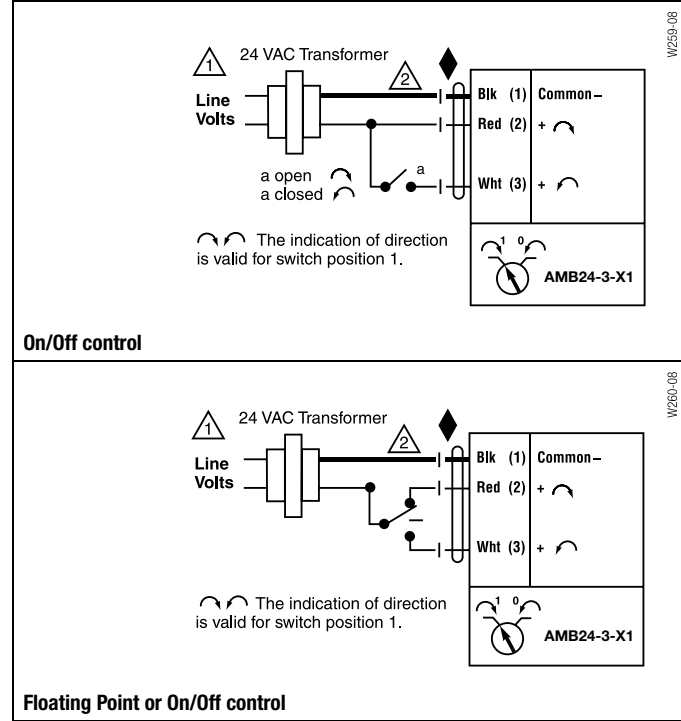 W259-08
1
24 VAC Transformer
2
Line
Volts
Blk (1) Common–
Red (2) +
a open
a closed
a
Wht (3) +
The indication of direction
is valid for switch position 1.
1 0
AMB24-3-X1
On/Off control
W260-08
1
24 VAC Transformer
2
Line
Volts
Blk (1) Common–
Red (2) +
Wht (3) +
The indication of direction
is valid for switch position 1.
1 0
AMB24-3-X1
Floating Point or On/Off control